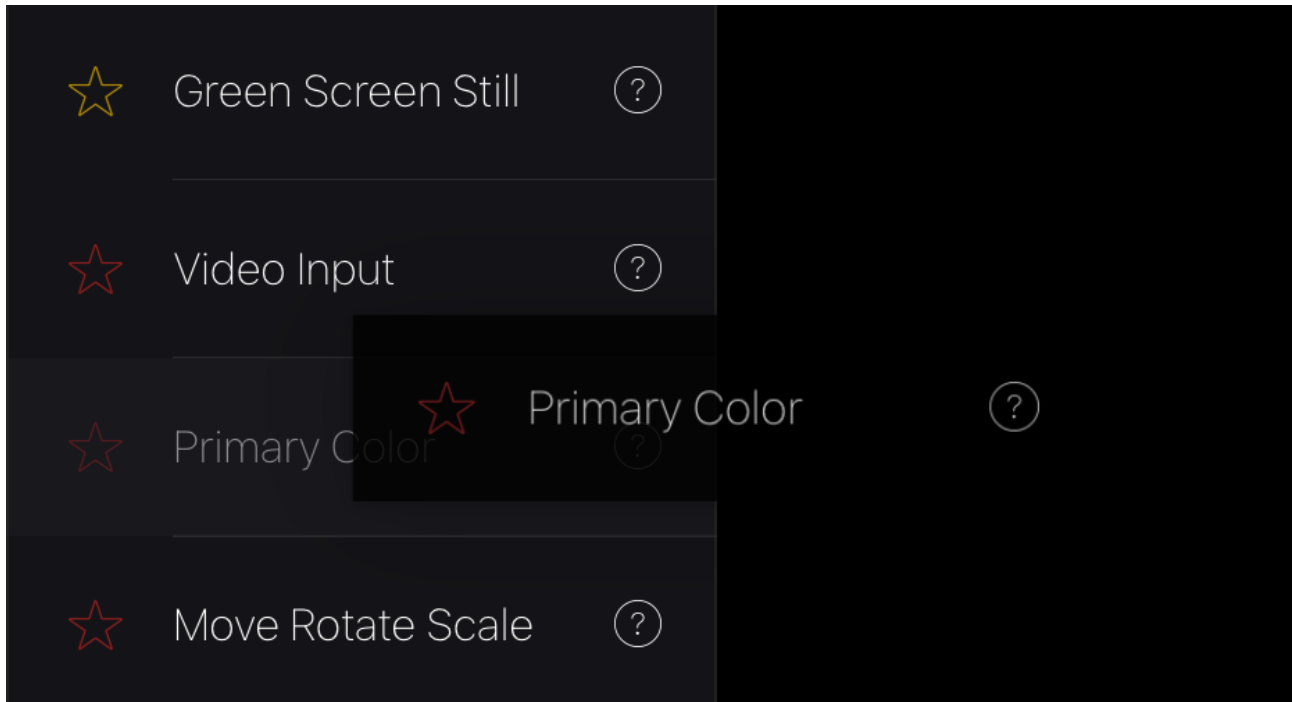 Green Screen Still ?
Video Input ?
Primary Color ?
Primary Color ?
Move Rotate Scale ?